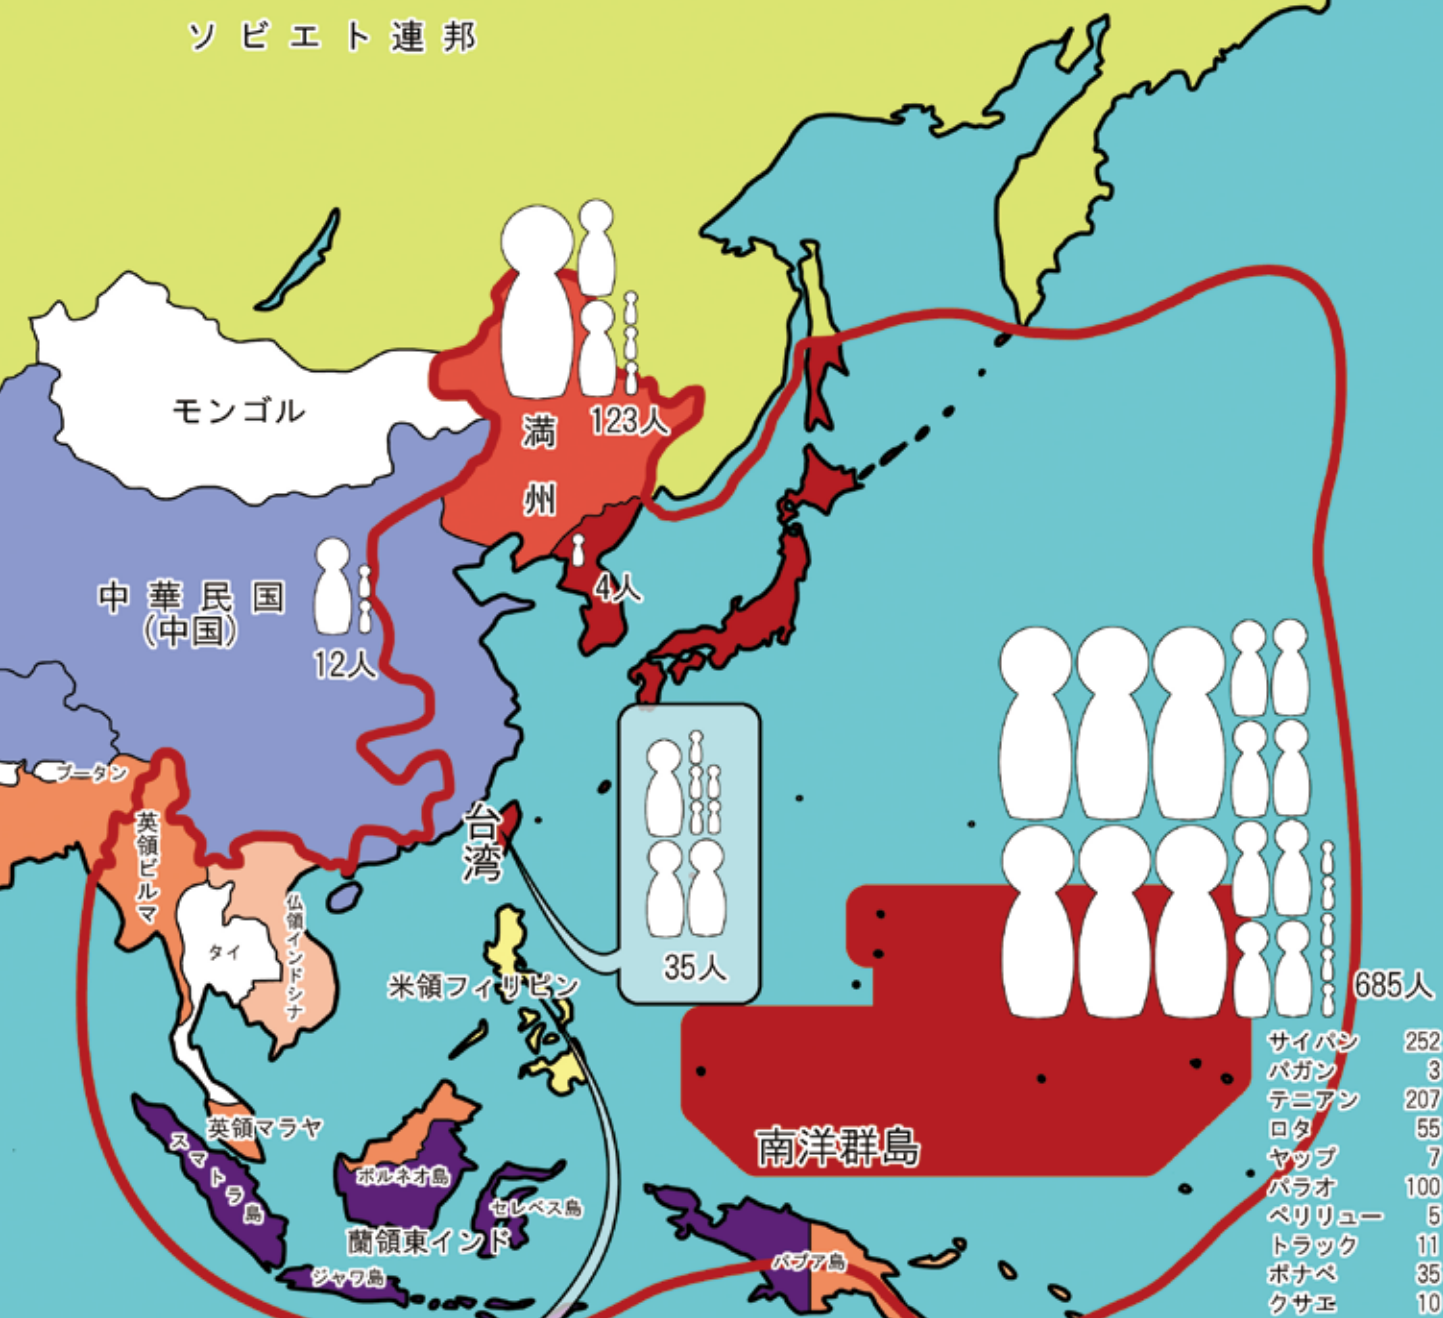 ソビエト連邦
モンゴル
満州
123人
中華民国
(中国)
12人
4人
ブータン
英領ビルマ
台湾
35人
タイ
仏領インドシナ
米領フィリピン
685人
サイパン 252
パガン 3
テニアン 207
ロタ 55
ヤップ 7
パラオ 100
ペリリュー 5
トラック 11
ポナペ 35
クサエ 10
南洋群島
英領マラヤ
スマトラ島
ボルネオ島
セレベス島
蘭領東インド
ジャワ島
パプア島